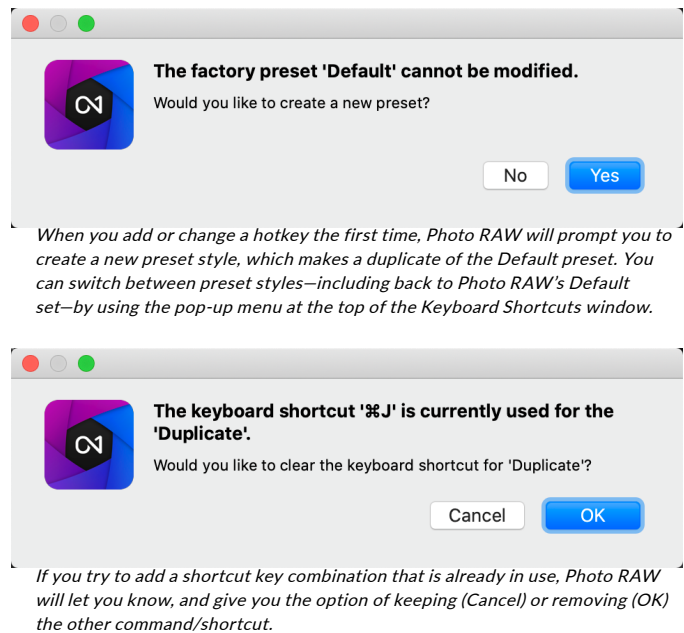 The factory preset 'Default' cannot be modified.
Would you like to create a new preset?
No
Yes
When you add or change a hotkey the first time, Photo RAW will prompt you to
create a new preset style, which makes a duplicate of the Default preset. You
can switch between preset styles—including back to Photo RAW’s Default
set—by using the pop-up menu at the top of the Keyboard Shortcuts window.
The keyboard shortcut '⌘J' is currently used for the
'Duplicate'.
Would you like to clear the keyboard shortcut for 'Duplicate'?
Cancel
OK
If you try to add a shortcut key combination that is already in use, Photo RAW
will let you know, and give you the option of keeping (Cancel) or removing (OK)
the other command/shortcut.